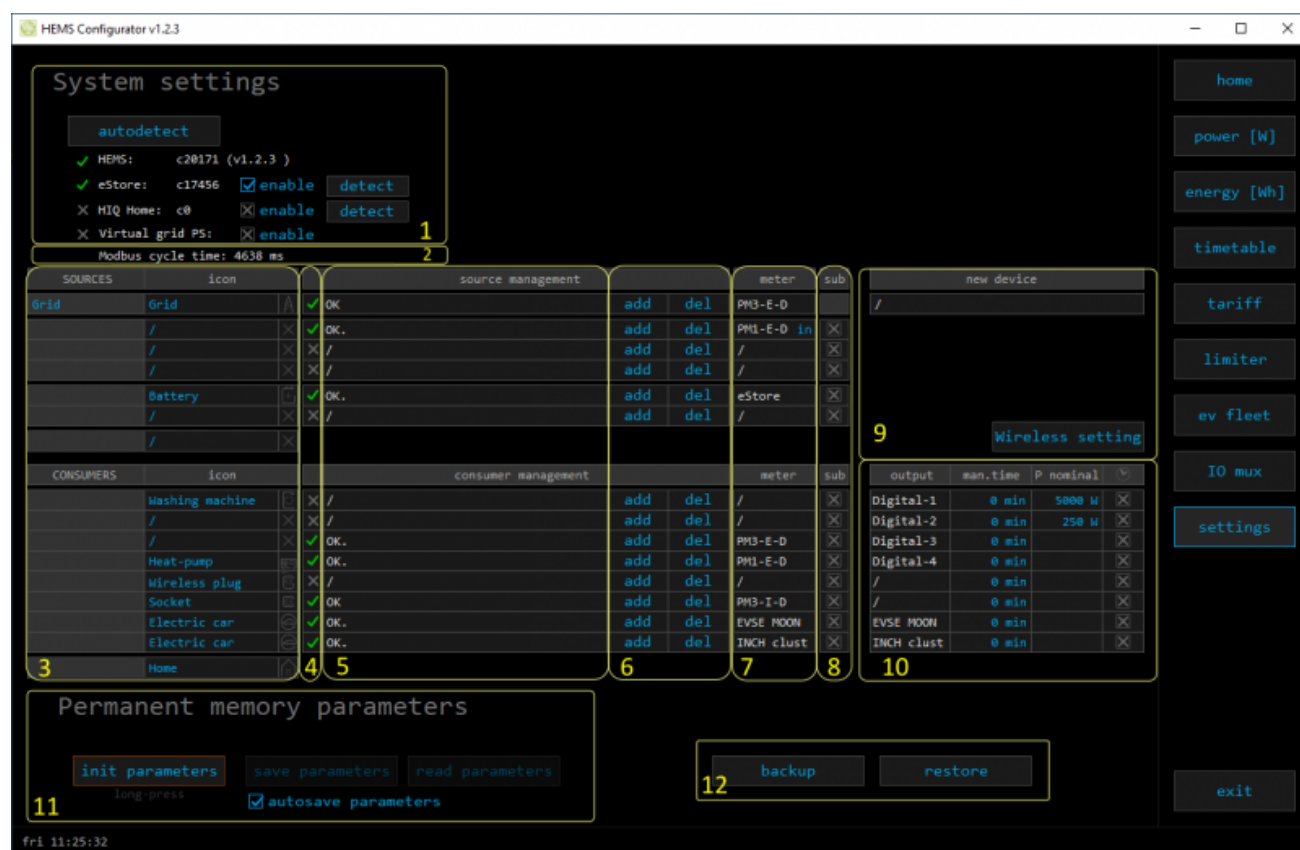 HEMS Configurator v1.2.3
System settings
autodetect
HEMS: c20171 (v1.2.3 )
eStore: c17456 enable detect
HIQ Home: c0 enable detect
Virtual grid PS: enable 1
Modbus cycle time: 4638 ms 2
SOURCES icon source management meter sub new device
Grid Grid OK add del PM3-E-D /
/ OK. add del PM1-E-D in
/ / add del /
/ / add del /
Battery OK. add del eStore
/ / add del /
/ 9 Wireless setting
CONSUMERS icon consumer management meter sub output man.time P nominal
Washing machine / add del / Digital-1 0 min 5000 W
/ / add del / Digital-2 0 min 250 W
/ OK. add del PM3-E-D Digital-3 0 min
Heat-pump OK. add del PM1-E-D Digital-4 0 min
Wireless plug / add del / / 0 min
Socket OK add del PM3-I-D / 0 min
Electric car OK. add del EVSE MOON EVSE MOON 0 min
Electric car OK. add del INCH clust INCH clust 0 min
3 Home 4 5 6 7 8 10
Permanent memory parameters
init parameters save parameters read parameters
long-press
autosave parameters
11
12 backup restore
home
power [W]
energy [Wh]
timetable
tariff
limiter
ev fleet
IO mux
settings
exit
fri 11:25:32